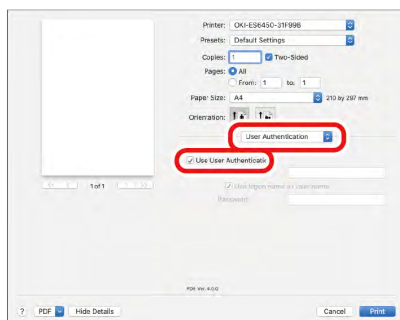 Printer: OKI-ES6450-31F998
Presets: Default Settings
Copies: 1 Two-Sided
Pages: All
From: 1 to: 1
Paper Size: A4 210 by 297 mm
Orientation:
User Authentication
Use User Authenticatio
1 of 1
Use logon name as user name
Password:
PDE Ver. 4.0.0
? PDF Hide Details Cancel Print